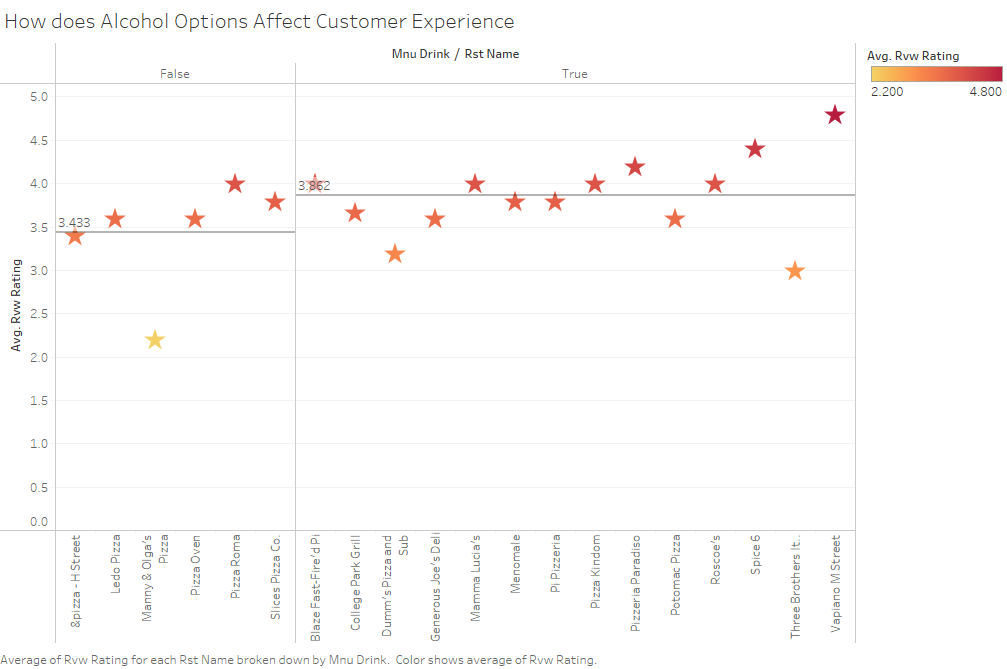 How does Alcohol Options Affect Customer Experience
Mnu Drink / Rst Name
False
True
Avg. Rvw Rating
2.200
4.800
Avg. Rvw Rating
5.0
4.5
4.0
3.5
3.0
2.5
2.0
1.5
1.0
0.5
0.0
3.433
3.862
&pizza - H Street
Ledo Pizza
Manny & Olga's
Pizza
Pizza Oven
Pizza Roma
Slices Pizza Co.
Blaze Fast-Fire'd Pi
College Park Grill
Dumm's Pizza and
Sub
Generous Joe's Deli
Mamma Lucia's
Menomale
Pi Pizzeria
Pizza Kindom
Pizzeria Paradiso
Potomac Pizza
Roscoe's
Spice 6
Three Brothers It..
Vapiano M Street
Average of Rvw Rating for each Rst Name broken down by Mnu Drink.  Color shows average of Rvw Rating.